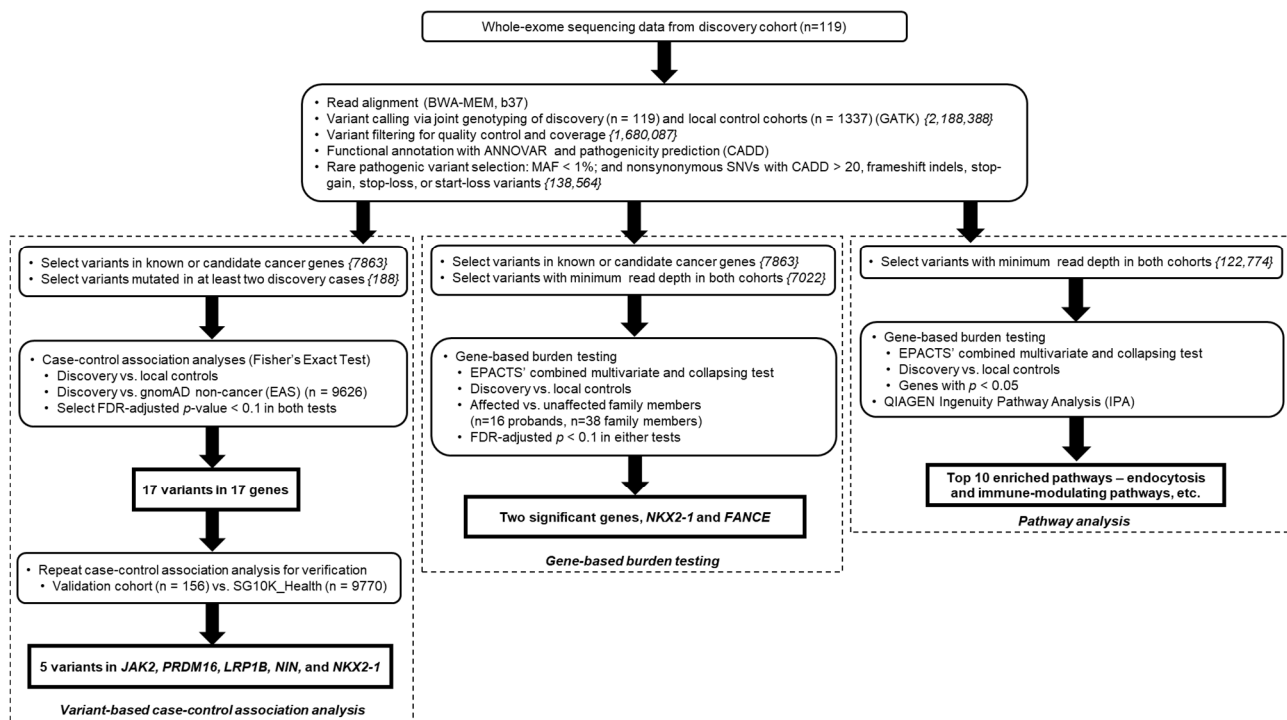 Whole-exome sequencing data from discovery cohort (n=119)
• Read alignment (BWA-MEM, b37)
• Variant calling via joint genotyping of discovery (n = 119) and local control cohorts (n = 1337) (GATK) {2,188,388}
• Variant filtering for quality control and coverage {1,680,087}
• Functional annotation with ANNOVAR and pathogenicity prediction (CADD)
• Rare pathogenic variant selection: MAF < 1%; and nonsynonymous SNVs with CADD > 20, frameshift indels, stop-
gain, stop-loss, or start-loss variants {138,564}
• Select variants in known or candidate cancer genes {7863}
• Select variants mutated in at least two discovery cases {188}
• Case-control association analyses (Fisher's Exact Test)
• Discovery vs. local controls
• Discovery vs. gnomAD non-cancer (EAS) (n = 9626)
• Select FDR-adjusted p-value < 0.1 in both tests
17 variants in 17 genes
• Repeat case-control association analysis for verification
• Validation cohort (n = 156) vs. SG10K_Health (n = 9770)
5 variants in JAK2, PRDM16, LRP1B, NIN, and NKX2-1
Variant-based case-control association analysis
• Select variants in known or candidate cancer genes {7863}
• Select variants with minimum read depth in both cohorts {7022}
• Gene-based burden testing
• EPACTS' combined multivariate and collapsing test
• Discovery vs. local controls
• Affected vs. unaffected family members
(n=16 probands, n=38 family members)
• FDR-adjusted p < 0.1 in either tests
Two significant genes, NKX2-1 and FANCE
Gene-based burden testing
• Select variants with minimum read depth in both cohorts {122,774}
• Gene-based burden testing
• EPACTS' combined multivariate and collapsing test
• Discovery vs. local controls
• Genes with p < 0.05
• QIAGEN Ingenuity Pathway Analysis (IPA)
Top 10 enriched pathways – endocytosis
and immune-modulating pathways, etc.
Pathway analysis